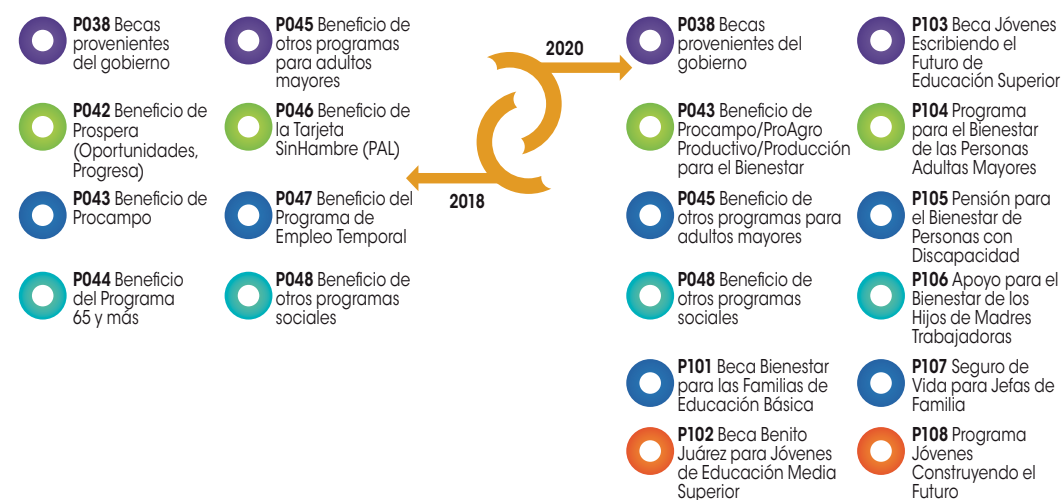 P038 Becas
provenientes
del gobierno
P042 Beneficio de
Prospera
(Oportunidades,
Progresa)
P043 Beneficio de
Procampo
P044 Beneficio
del Programa
65 y más
P045 Beneficio de
otros programas
para adultos
mayores
P046 Beneficio de
la Tarjeta
SinHambre (PAL)
P047 Beneficio del
Programa de
Empleo Temporal
P048 Beneficio de
otros programas
sociales
2018
2020
P038 Becas
provenientes del
gobierno
P043 Beneficio de
Procampo/ProAgro
Productivo/Producción
para el Bienestar
P045 Beneficio de
otros programas para
adultos mayores
P048 Beneficio de
otros programas
sociales
P101 Beca Bienestar
para las Familias de
Educación Básica
P102 Beca Benito
Juárez para Jóvenes
de Educación Media
Superior
P103 Beca Jóvenes
Escribiendo el
Futuro de
Educación Superior
P104 Programa
para el Bienestar
de las Personas
Adultas Mayores
P105 Pensión para
el Bienestar de
Personas con
Discapacidad
P106 Apoyo para el
Bienestar de los
Hijos de Madres
Trabajadoras
P107 Seguro de
Vida para Jefas de
Familia
P108 Programa
Jóvenes
Construyendo el
Futuro